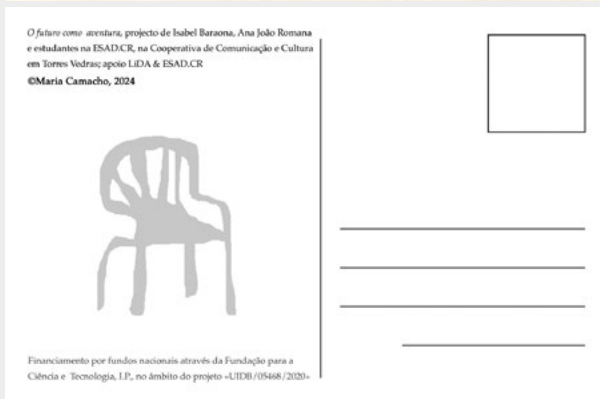 O futuro como aventura, projecto de Isabel Baraona, Ana João Romana
e estudantes na ESAD.CR, na Cooperativa de Comunicação e Cultura
em Torres Vedras; apoio LiDA & ESAD.CR
©Maria Camacho, 2024
Financiamento por fundos nacionais através da Fundação para a
Ciência e Tecnologia, I.P., no âmbito do projeto «UIDB/05468/2020»